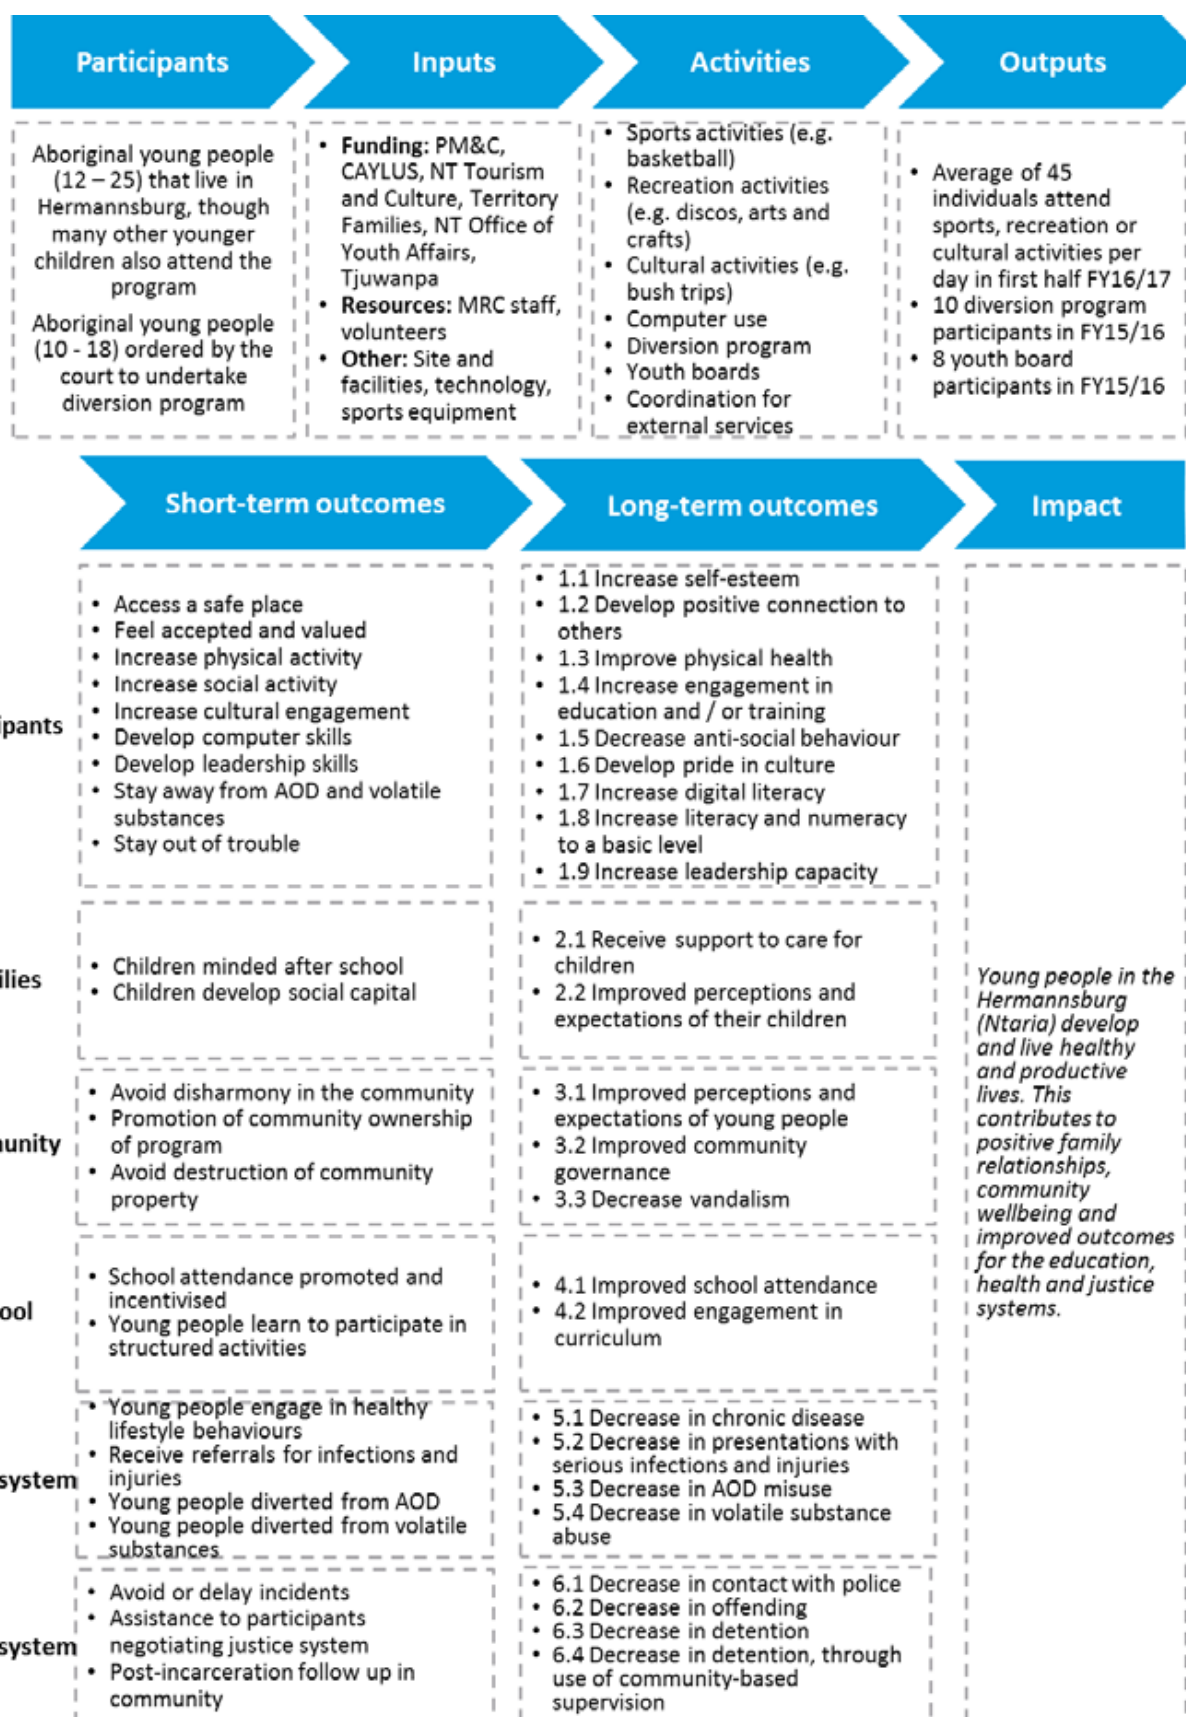 Participants
Inputs
Activities
Outputs
Aboriginal young people
(12 – 25) that live in
Hermannsburg, though
many other younger
children also attend the
program
Aboriginal young people
(10 - 18) ordered by the
court to undertake
diversion program
• Funding: PM&C,
CAYLUS, NT Tourism
and Culture, Territory
Families, NT Office of
Youth Affairs,
Tjuwanpa
• Resources: MRC staff,
volunteers
• Other: Site and
facilities, technology,
sports equipment
• Sports activities (e.g.
basketball)
• Recreation activities
(e.g. discos, arts and
crafts)
• Cultural activities (e.g.
bush trips)
• Computer use
• Diversion program
• Youth boards
• Coordination for
external services
• Average of 45
individuals attend
sports, recreation or
cultural activities per
day in first half FY16/17
• 10 diversion program
participants in FY15/16
• 8 youth board
participants in FY15/16
Short-term outcomes
Long-term outcomes
Impact
ipants
• Access a safe place
• Feel accepted and valued
• Increase physical activity
• Increase social activity
• Increase cultural engagement
• Develop computer skills
• Develop leadership skills
• Stay away from AOD and volatile
substances
• Stay out of trouble
• 1.1 Increase self-esteem
• 1.2 Develop positive connection to
others
• 1.3 Improve physical health
• 1.4 Increase engagement in
education and / or training
• 1.5 Decrease anti-social behaviour
• 1.6 Develop pride in culture
• 1.7 Increase digital literacy
• 1.8 Increase literacy and numeracy
to a basic level
• 1.9 Increase leadership capacity
ilies
• Children minded after school
• Children develop social capital
• 2.1 Receive support to care for
children
• 2.2 Improved perceptions and
expectations of their children
munity
• Avoid disharmony in the community
• Promotion of community ownership
of program
• Avoid destruction of community
property
• 3.1 Improved perceptions and
expectations of young people
• 3.2 Improved community
governance
• 3.3 Decrease vandalism
ool
• School attendance promoted and
incentivised
• Young people learn to participate in
structured activities
• 4.1 Improved school attendance
• 4.2 Improved engagement in
curriculum
system
• Young people engage in healthy
lifestyle behaviours
• Receive referrals for infections and
injuries
• Young people diverted from AOD
• Young people diverted from volatile
substances
• 5.1 Decrease in chronic disease
• 5.2 Decrease in presentations with
serious infections and injuries
• 5.3 Decrease in AOD misuse
• 5.4 Decrease in volatile substance
abuse
system
• Avoid or delay incidents
• Assistance to participants
negotiating justice system
• Post-incarceration follow up in
community
• 6.1 Decrease in contact with police
• 6.2 Decrease in offending
• 6.3 Decrease in detention
• 6.4 Decrease in detention, through
use of community-based
supervision
Young people in the
Hermannsburg
(Ntaria) develop
and live healthy
and productive
lives. This
contributes to
positive family
relationships,
community
wellbeing and
improved outcomes
for the education,
health and justice
systems.